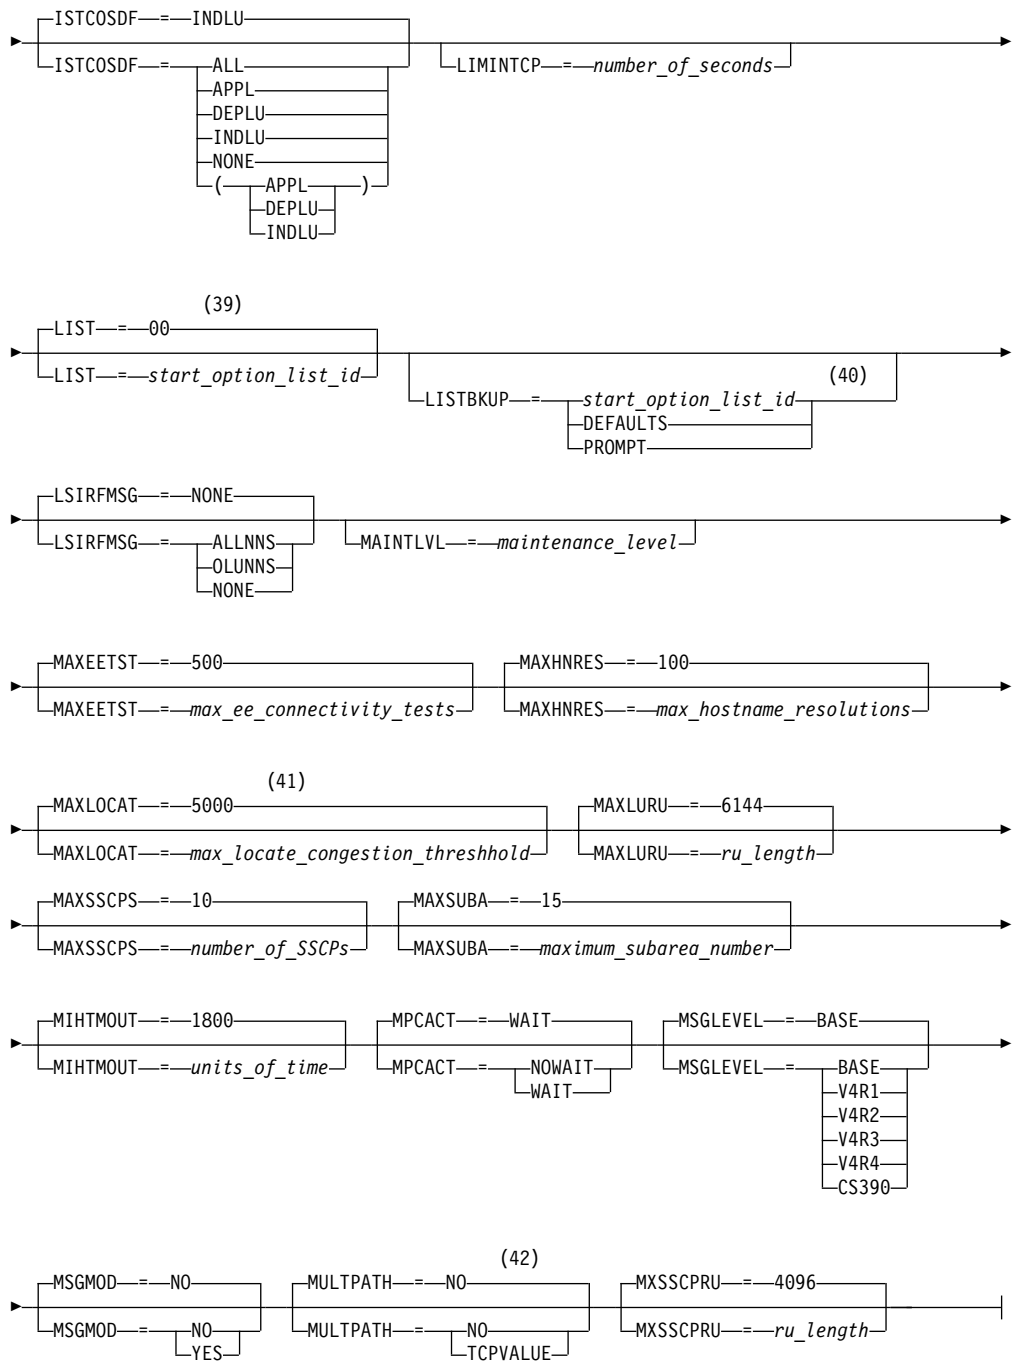 ISTCOSDF = INDLU
ISTCOSDF = ALL LIMINTCP = number_of_seconds
APPL
DEPLU
INDLU
NONE
( APPL )
DEPLU
INDLU
(39)
LIST = 00
LIST = start_option_list_id (40)
LISTBKUP = start_option_list_id
DEFAULTS
PROMPT
LSIRFMSG = NONE
LSIRFMSG = ALLNNS MAINTLVL = maintenance_level
OLUNNS
NONE
MAXEETST = 500 MAXHNRES = 100
MAXEETST = max_ee_connectivity_tests MAXHNRES = max_hostname_resolutions
(41)
MAXLOCAT = 5000 MAXLURU = 6144
MAXLOCAT = max_locate_congestion_threshhold MAXLURU = ru_length
MAXSSCPS = 10 MAXSUBA = 15
MAXSSCPS = number_of_SSCPs MAXSUBA = maximum_subarea_number
MIHTMOUT = 1800 MPCACT = WAIT MSGLEVEL = BASE
MIHTMOUT = units_of_time MPCACT = NOWAIT MSGLEVEL = BASE
WAIT V4R1
V4R2
V4R3
V4R4
CS390
(42)
MSGMOD = NO MULTPATH = NO MXSSCPRU = 4096
MSGMOD = NO MULTPATH = NO MXSSCPRU = ru_length
YES TCPVALUE